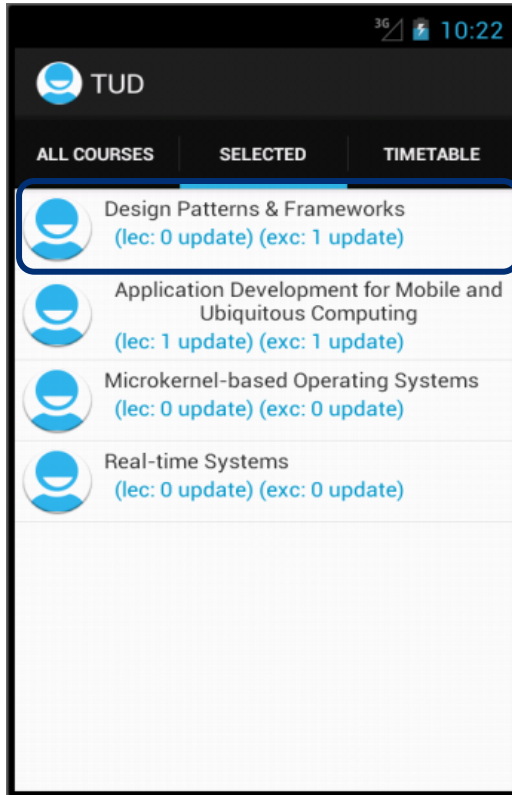 3G 10:22
TUD
ALL COURSES SELECTED TIMETABLE
Design Patterns & Frameworks
(lec: 0 update) (exc: 1 update)
Application Development for Mobile and
Ubiquitous Computing
(lec: 1 update) (exc: 1 update)
Microkernel-based Operating Systems
(lec: 0 update) (exc: 0 update)
Real-time Systems
(lec: 0 update) (exc: 0 update)